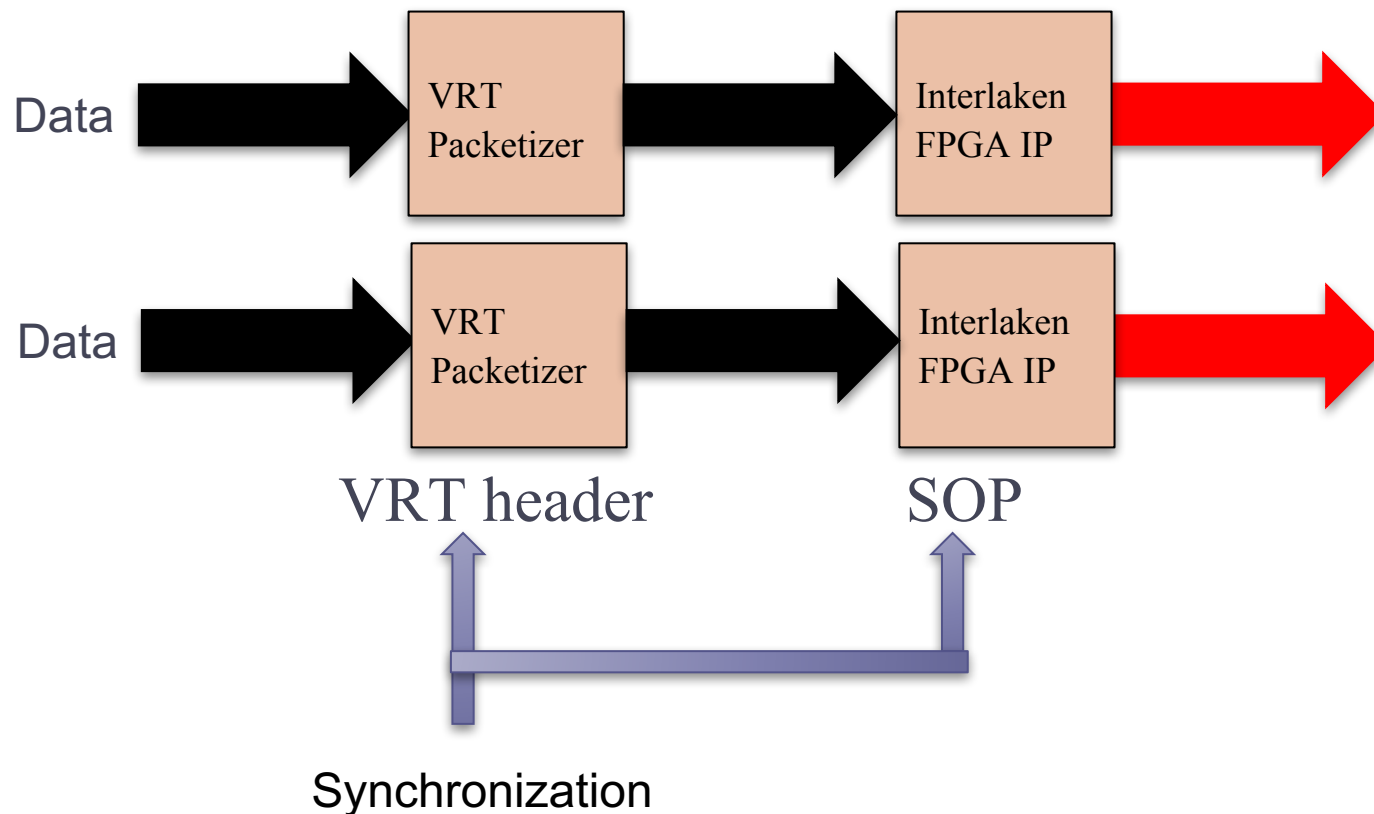 Data
VRT
Packetizer
Interlaken
FPGA IP
Data
VRT
Packetizer
Interlaken
FPGA IP
VRT header
SOP
Synchronization